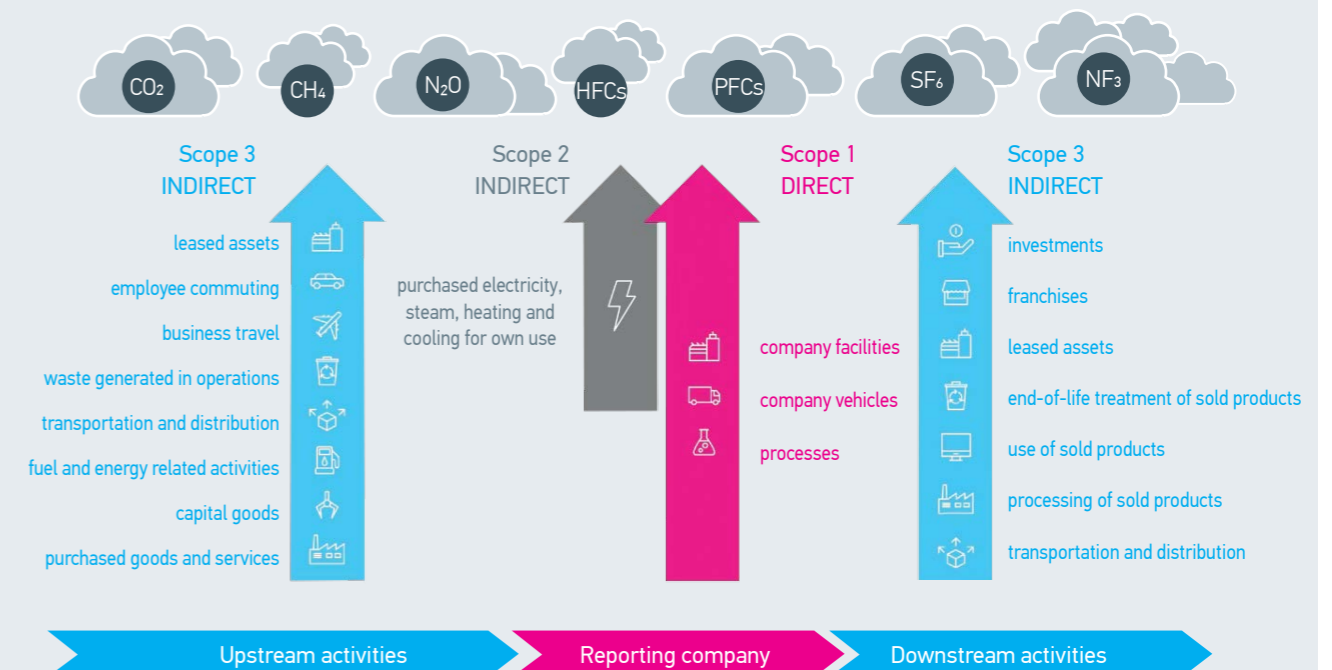 CO₂
CH₄
N₂O
HFCs
PFCs
SF₆
NF₃
Scope 3
INDIRECT
leased assets
employee commuting
business travel
waste generated in operations
transportation and distribution
fuel and energy related activities
capital goods
purchased goods and services
Scope 2
INDIRECT
purchased electricity,
steam, heating and
cooling for own use
Scope 1
DIRECT
company facilities
company vehicles
processes
Scope 3
INDIRECT
investments
franchises
leased assets
end-of-life treatment of sold products
use of sold products
processing of sold products
transportation and distribution
Upstream activities
Reporting company
Downstream activities